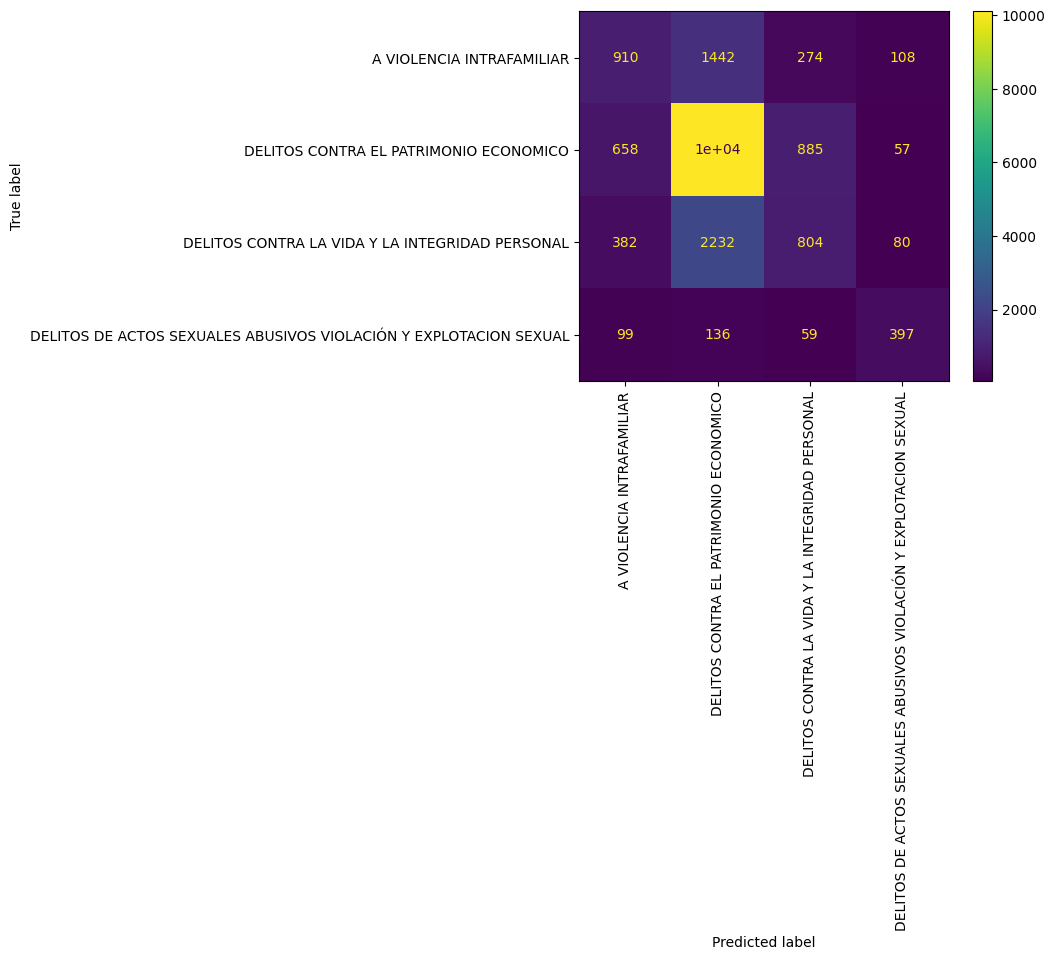 A VIOLENCIA INTRAFAMILIAR
910 1442 274 108
DELITOS CONTRA EL PATRIMONIO ECONOMICO
658 1e+04 885 57
DELITOS CONTRA LA VIDA Y LA INTEGRIDAD PERSONAL
382 2232 804 80
DELITOS DE ACTOS SEXUALES ABUSIVOS VIOLACIÓN Y EXPLOTACION SEXUAL
99 136 59 397
True label
10000
8000
6000
4000
2000
A VIOLENCIA INTRAFAMILIAR
DELITOS CONTRA EL PATRIMONIO ECONOMICO
DELITOS CONTRA LA VIDA Y LA INTEGRIDAD PERSONAL
DELITOS DE ACTOS SEXUALES ABUSIVOS VIOLACIÓN Y EXPLOTACION SEXUAL
Predicted label